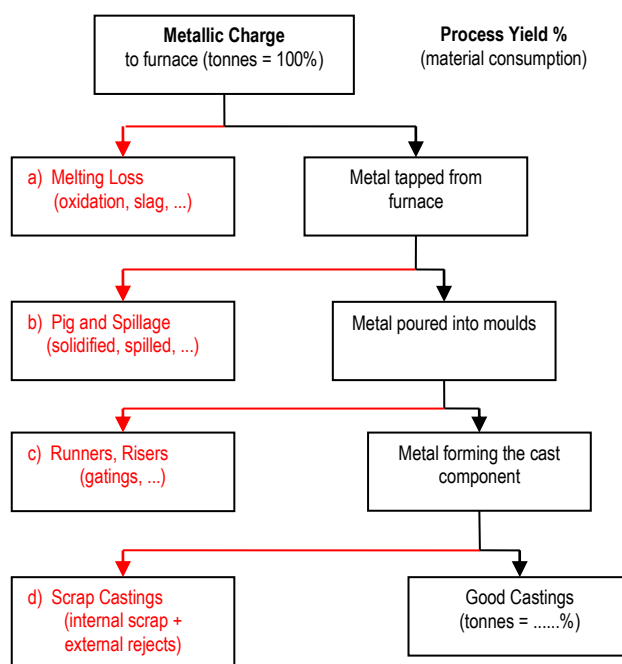 Metallic Charge
to furnace (tonnes = 100%)
Process Yield %
(material consumption)
a) Melting Loss
(oxidation, slag, ...)
Metal tapped from
furnace
b) Pig and Spillage
(solidified, spilled, ...)
Metal poured into moulds
c) Runners, Risers
(gatings, ...)
Metal forming the cast
component
d) Scrap Castings
(internal scrap +
external rejects)
Good Castings
(tonnes = ......%)